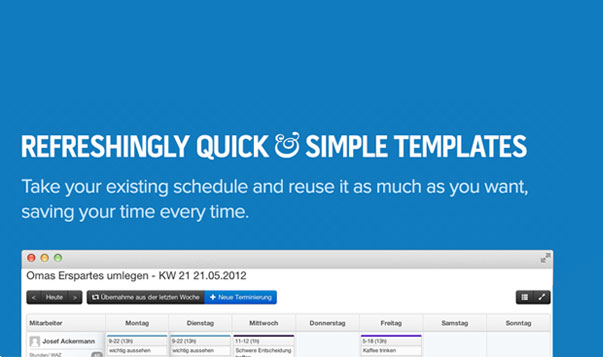 REFRESHINGLY QUICK & SIMPLE TEMPLATES
Take your existing schedule and reuse it as much as you want,
saving your time every time.
Omas Erspartes umlegen - KW 21 21.05.2012
< Heute > Übernahme aus der letzten Woche + Neue Terminierung
Mitarbeiter Montag Dienstag Mittwoch Donnerstag Freitag Samstag Sonntag
Josef Ackermann 9-22 (13h) 9-22 (13h) 11-12 (1h) 5-18 (13h)
Stunden/ WAZ wichtig aussehen wichtig aussehen Schwere Entscheidung Kaffee trinken